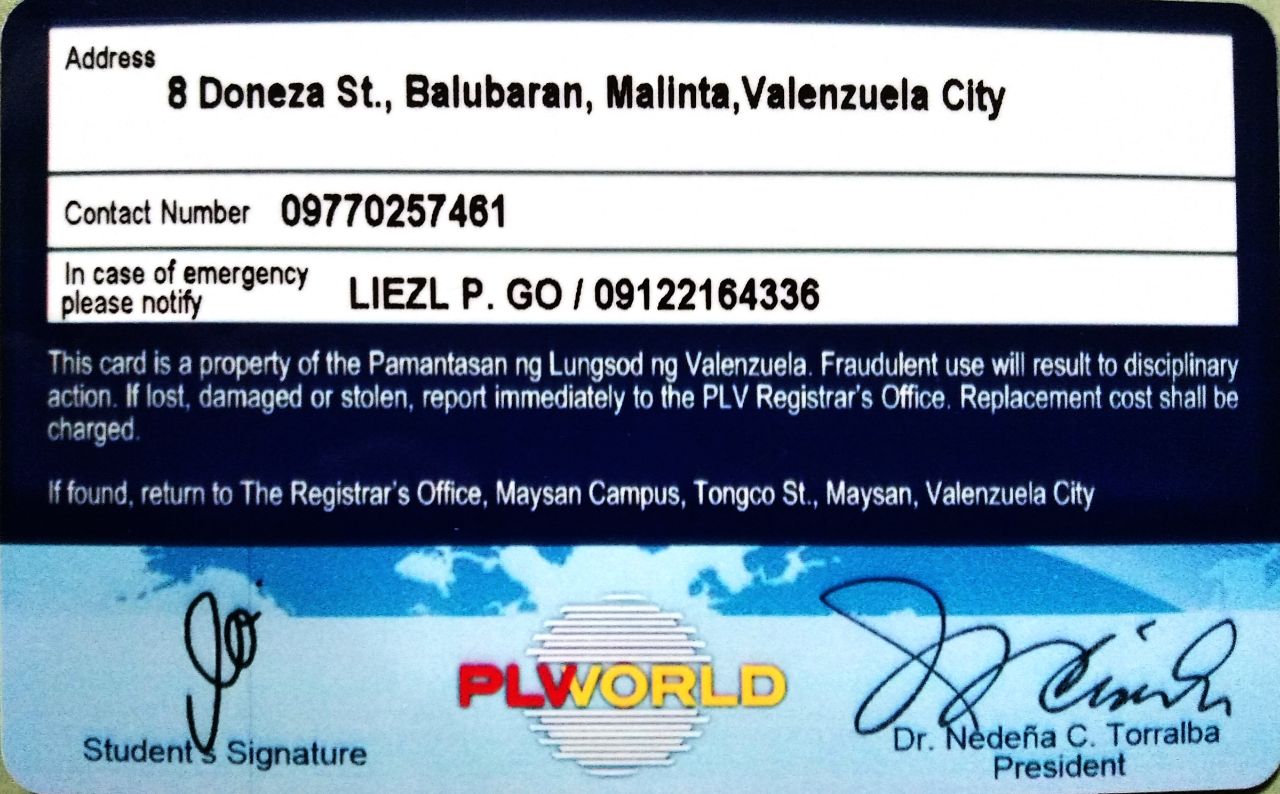 Address
8 Doneza St., Balubaran, Malinta,Valenzuela City
Contact Number 09770257461
In case of emergency
please notify
LIEZL P. GO / 09122164336
This card is a property of the Pamantasan ng Lungsod ng Valenzuela. Fraudulent use will result to disciplinary
action. If lost, damaged or stolen, report immediately to the PLV Registrar's Office. Replacement cost shall be
charged.
If found, return to The Registrar's Office, Maysan Campus, Tongco St., Maysan, Valenzuela City
PLWORLD
Student's Signature
Dr. Nedeña C. Torralba
President